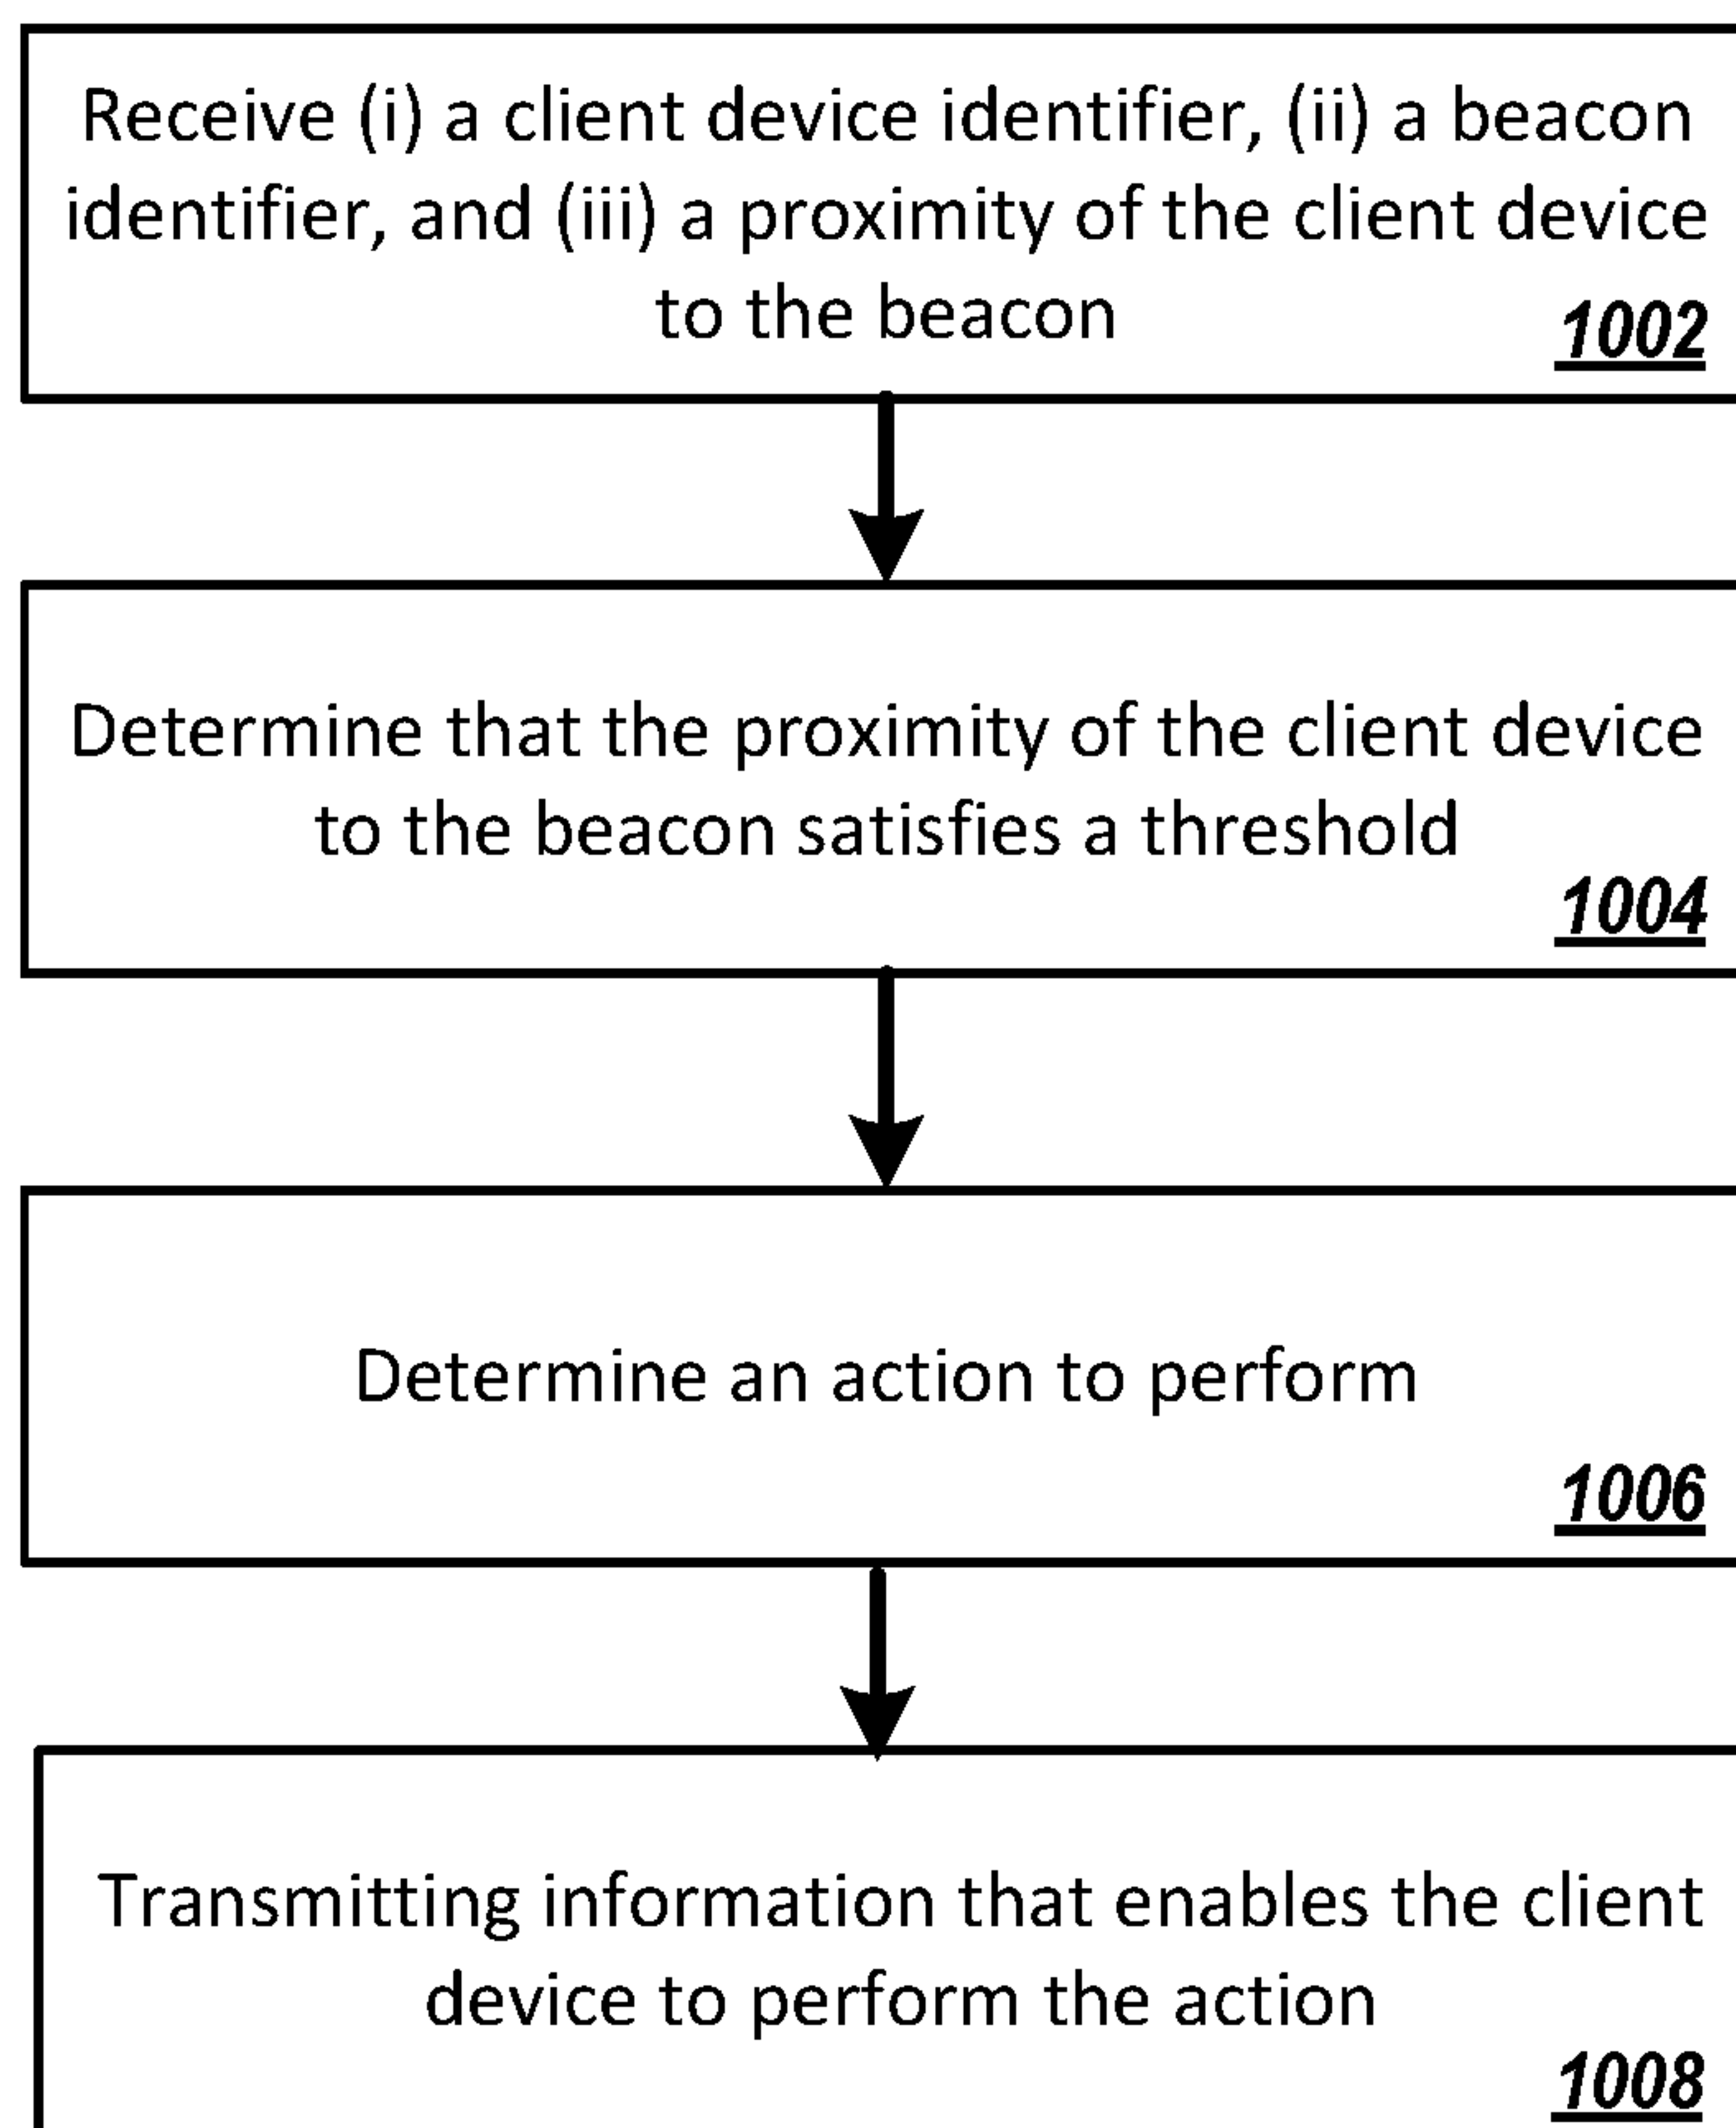 Receive (i) a client device identifier, (ii) a beacon
identifier, and (iii) a proximity of the client device
to the beacon
1002
Determine that the proximity of the client device
to the beacon satisfies a threshold
1004
Determine an action to perform
1006
Transmitting information that enables the client
device to perform the action
1008